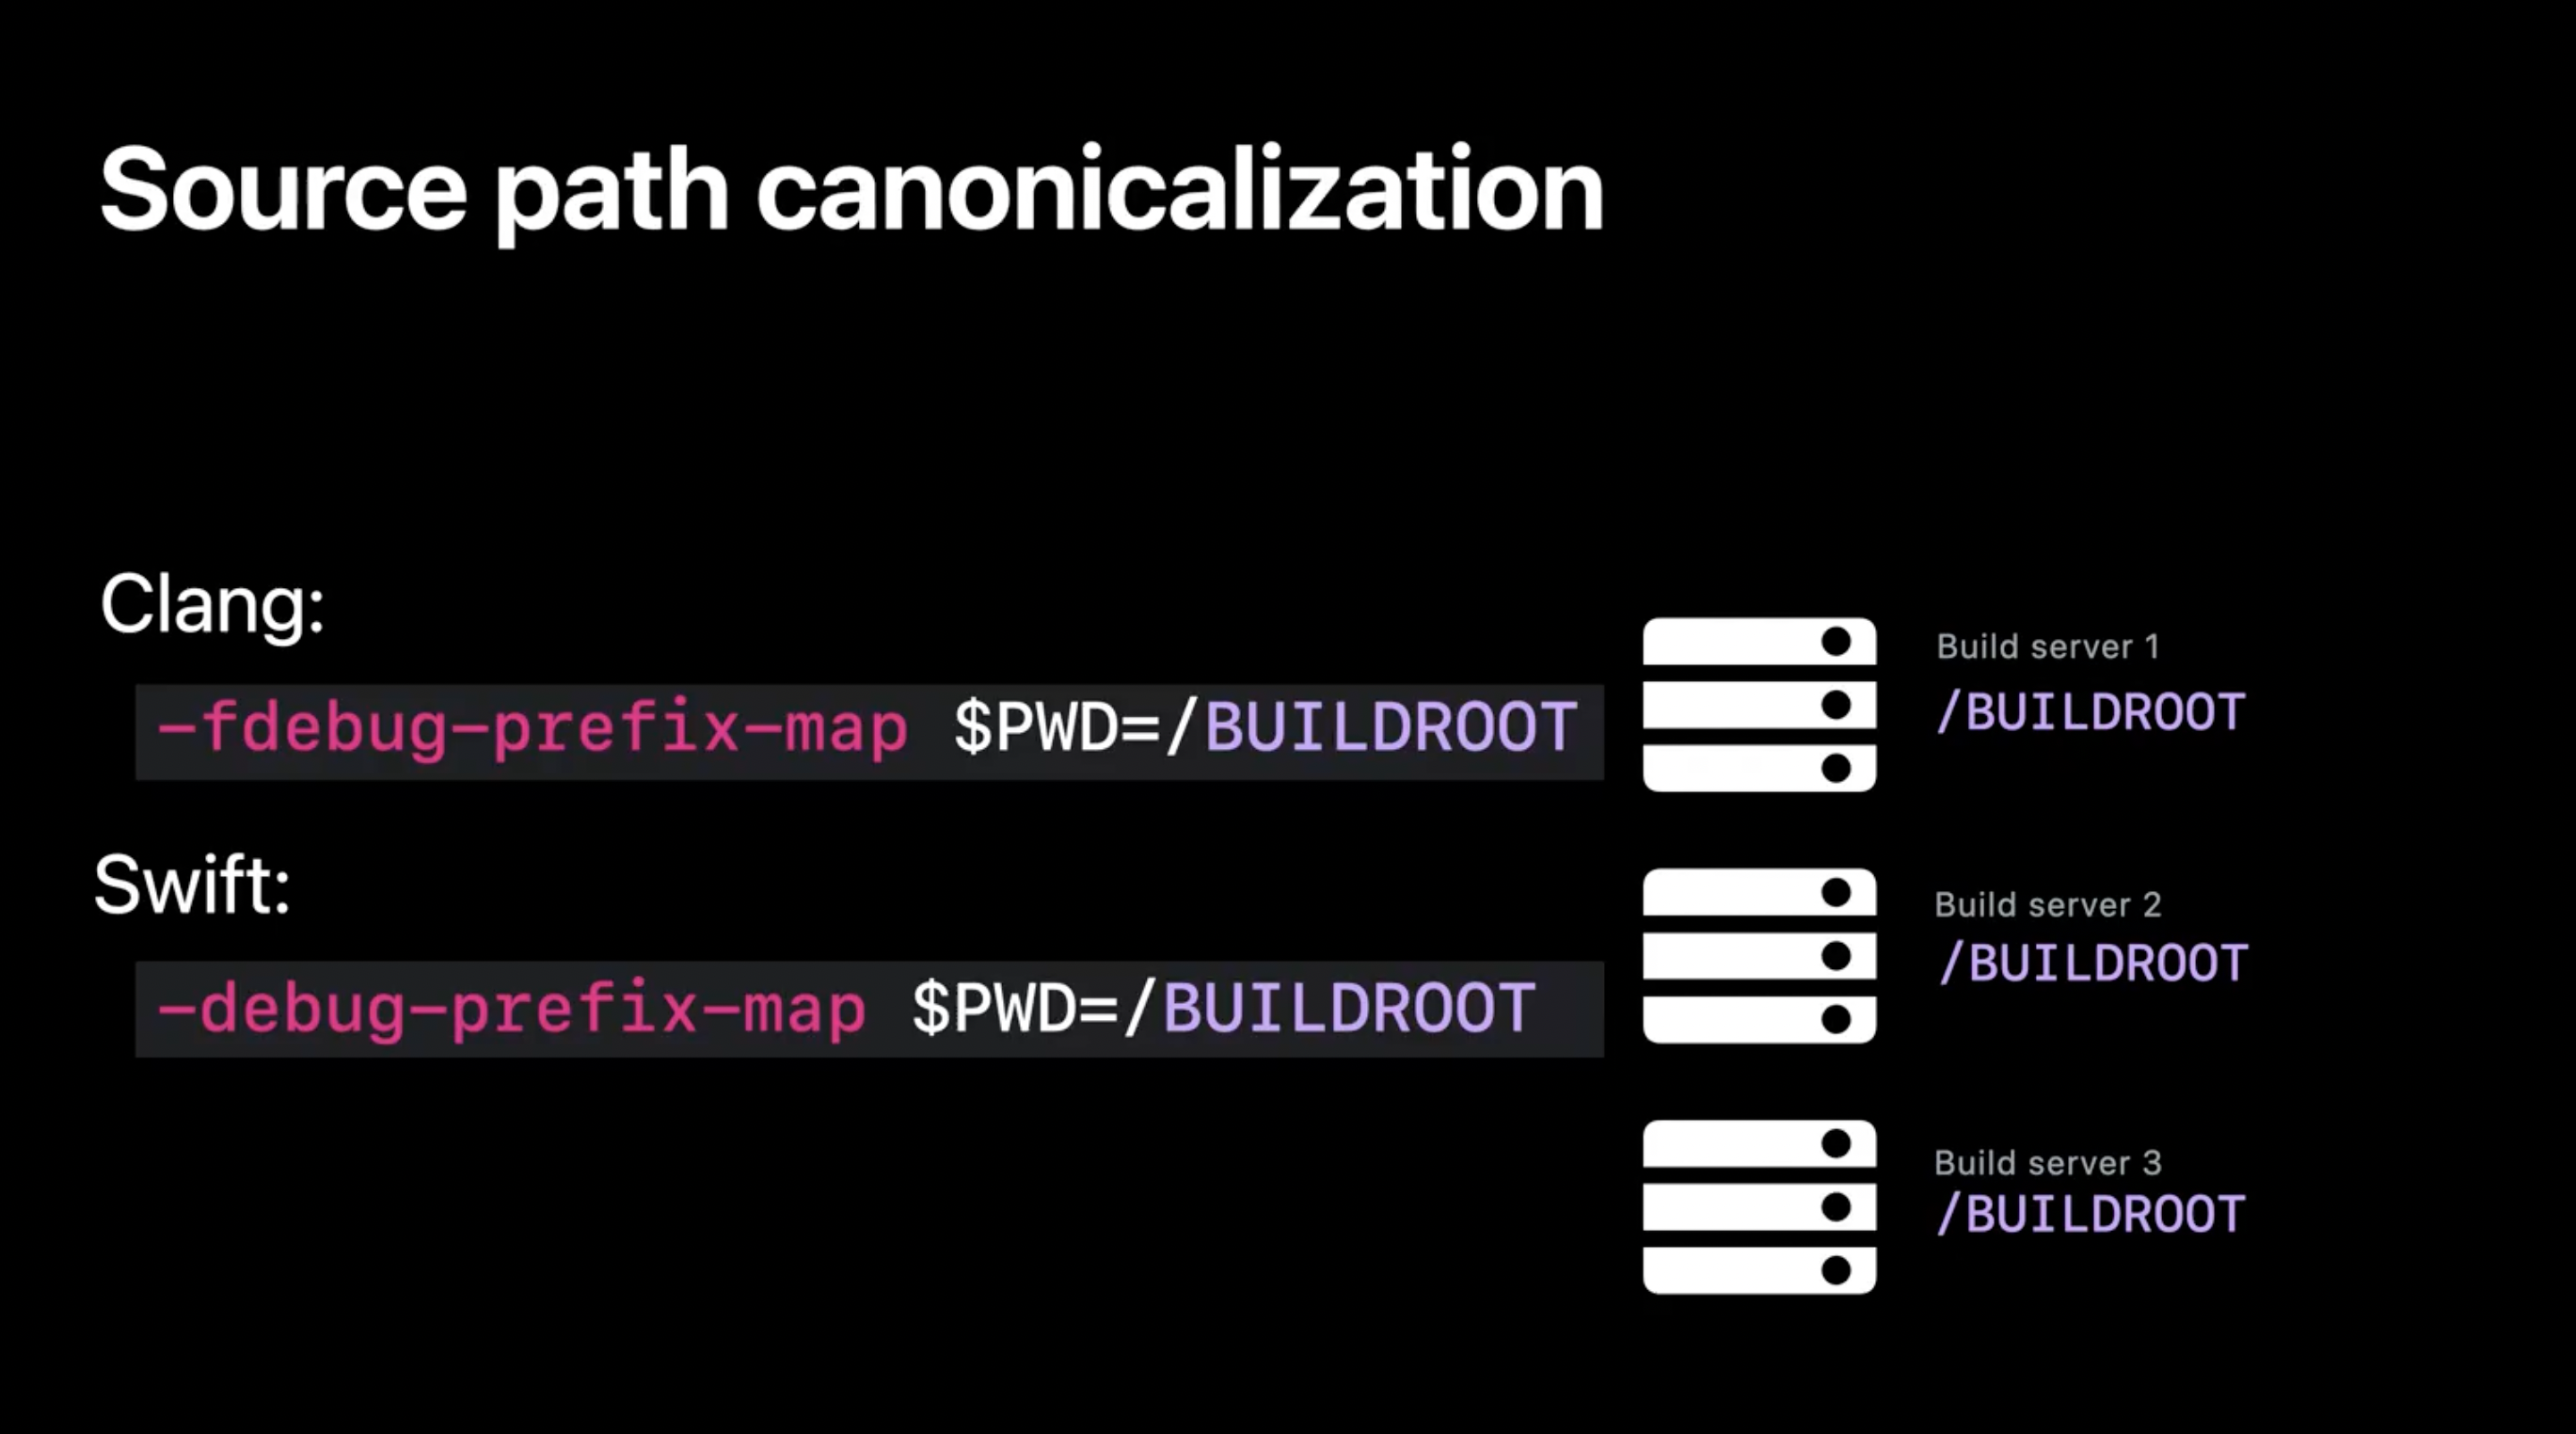 Source path canonicalization
Clang:
-fdebug-prefix-map $PWD=/BUILDROOT
Swift:
-debug-prefix-map $PWD=/BUILDROOT
Build server 1
/BUILDROOT
Build server 2
/BUILDROOT
Build server 3
/BUILDROOT